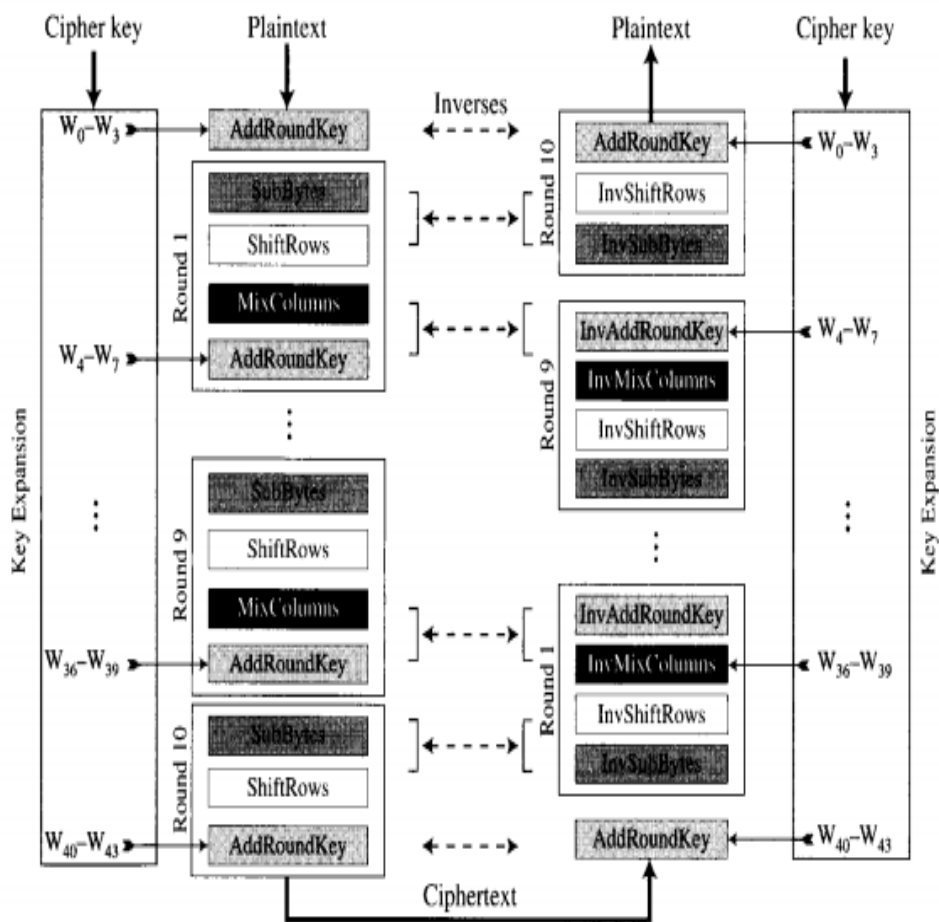 Cipher key
Plaintext
Plaintext
Cipher key
Key Expansion
W0–W3
W4–W7
W36–W39
W40–W43
AddRoundKey
Round 1
SubBytes
ShiftRows
MixColumns
AddRoundKey
Round 9
SubBytes
ShiftRows
MixColumns
AddRoundKey
Round 10
SubBytes
ShiftRows
AddRoundKey
Inverses
Ciphertext
Round 10
AddRoundKey
InvShiftRows
InvSubBytes
Round 9
InvAddRoundKey
InvMixColumns
InvShiftRows
InvSubBytes
Round 1
InvAddRoundKey
InvMixColumns
InvShiftRows
InvSubBytes
AddRoundKey
W0–W3
W4–W7
W36–W39
W40–W43
Key Expansion